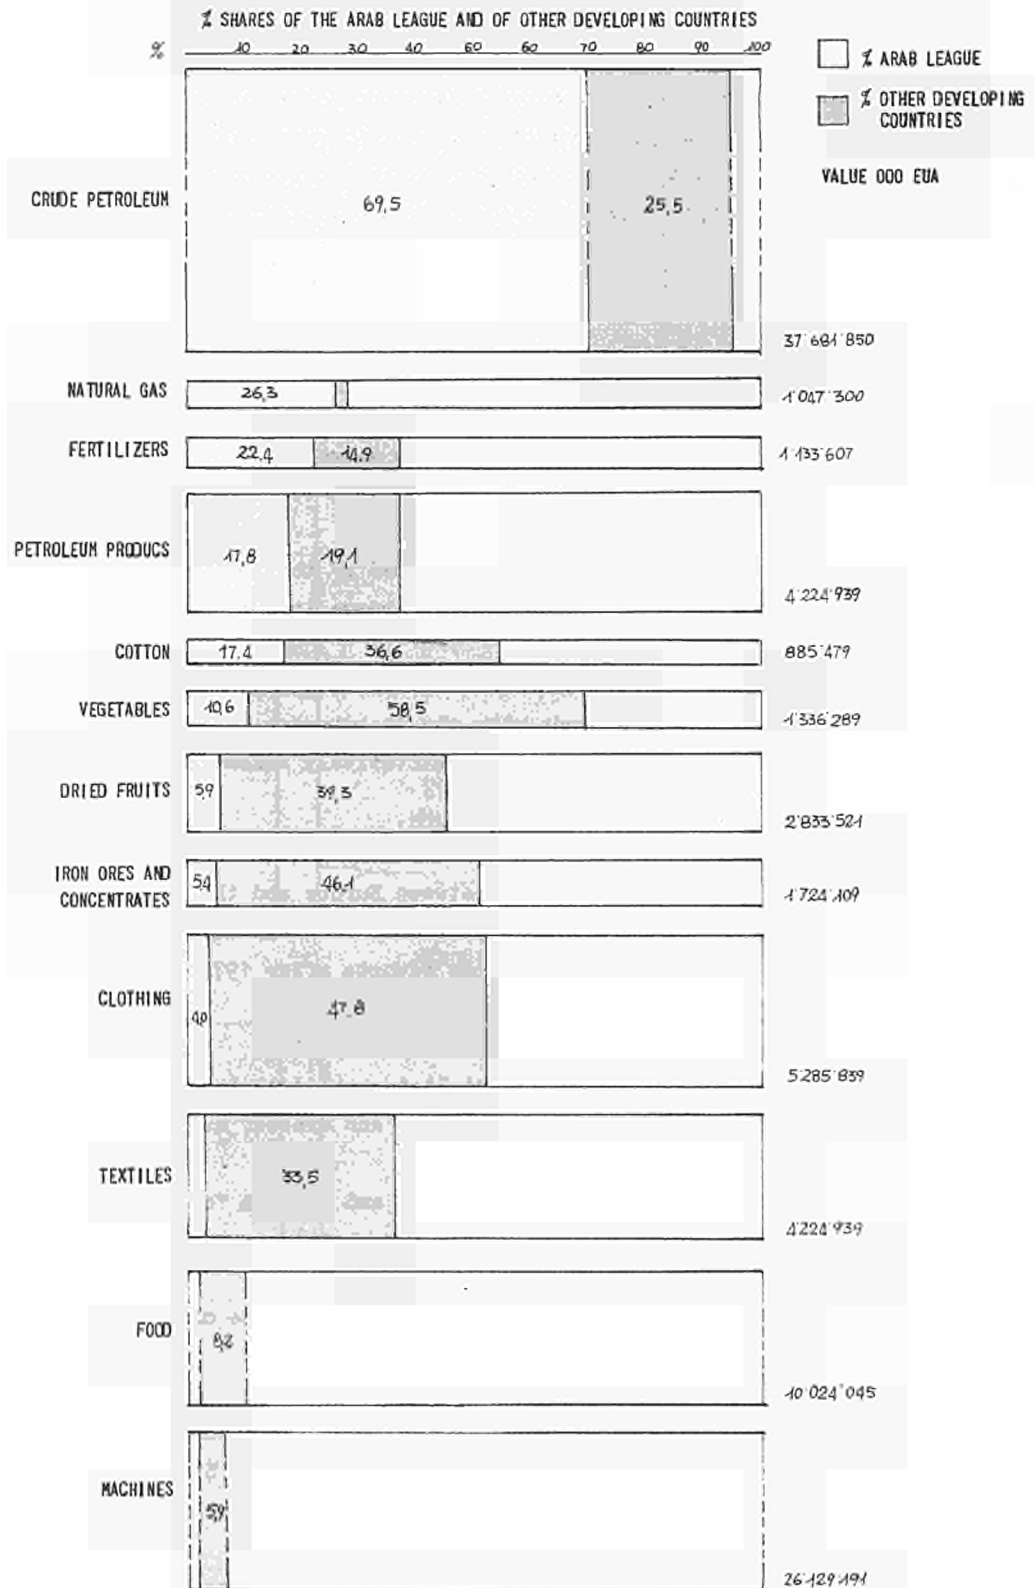 % SHARES OF THE ARAB LEAGUE AND OF OTHER DEVELOPING COUNTRIES
% 10 20 30 40 60 60 70 80 90 100
% ARAB LEAGUE
% OTHER DEVELOPING
COUNTRIES
VALUE 000 EUA
CRUDE PETROLEUM 69,5 25,5
37'681'850
NATURAL GAS 26,3 1'047'300
FERTILIZERS 22,4 14,9 1'133'607
PETROLEUM PRODUCS 17,8 19,1
4'224'939
COTTON 17.4 36,6 885'479
VEGETABLES 10,6 58,5 1'336'289
DRIED FRUITS 5,9 39,3
2'833'521
IRON ORES AND
CONCENTRATES 5,4 46,1 1'724'109
CLOTHING 4,0 47.8
5'285'839
TEXTILES 33,5
4'224'939
FOOD 8,2
10'024'045
MACHINES 5,9
26'129'191